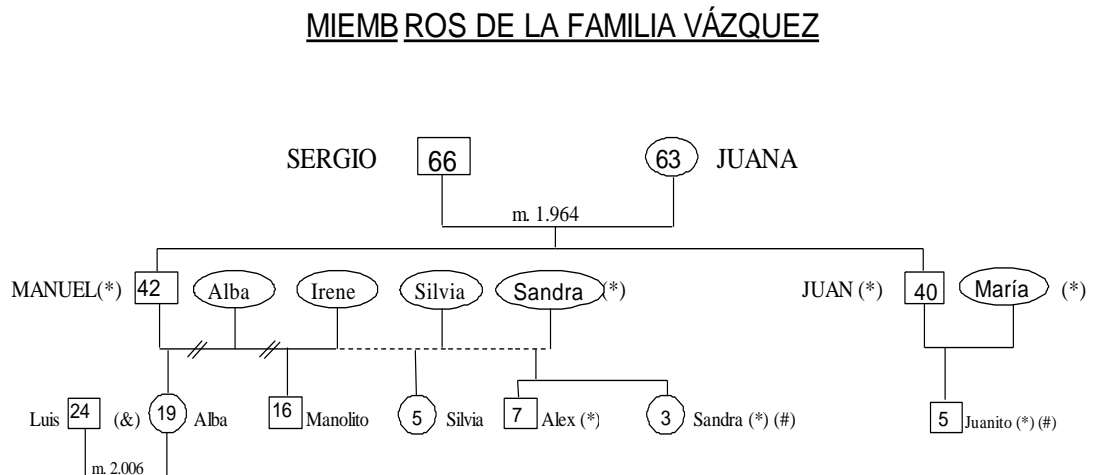 MIEMB ROS DE LA FAMILIA VÁZQUEZ
SERGIO 66 63 JUANA
m. 1.964
MANUEL(*) 42 Alba Irene Silvia Sandra (*) JUAN (*) 40 María (*)
Luis 24 (&) 19 Alba 16 Manolito 5 Silvia 7 Alex (*) 3 Sandra (*) (#) 5 Juanito (*) (#)
m. 2.006